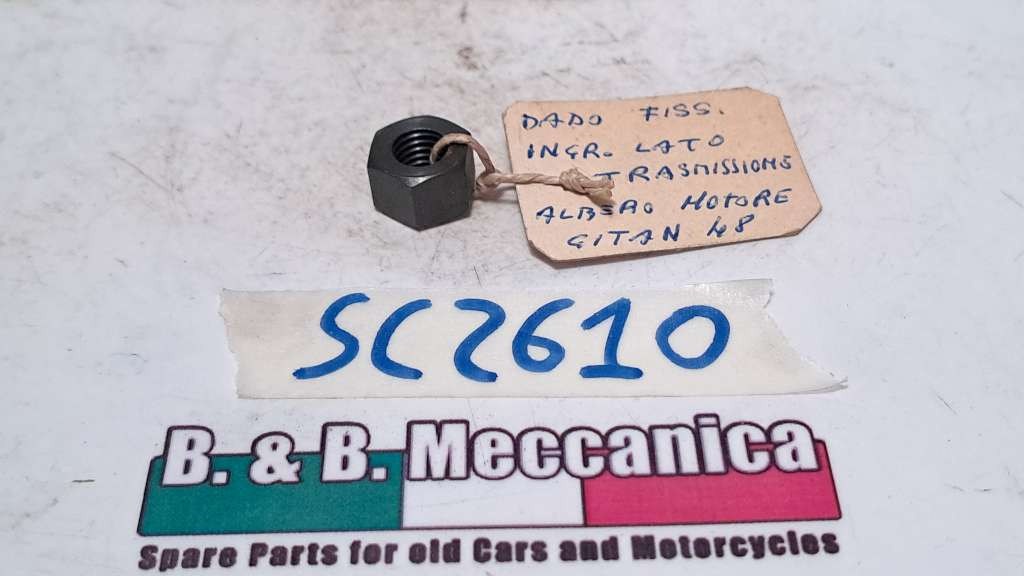 DADO FISS.
INGR. LATO
TRASMISSIONE
ALBERO MOTORE
GITAN 48
SC2610
B. & B. Meccanica
Spare Parts for old Cars and Motorcycles